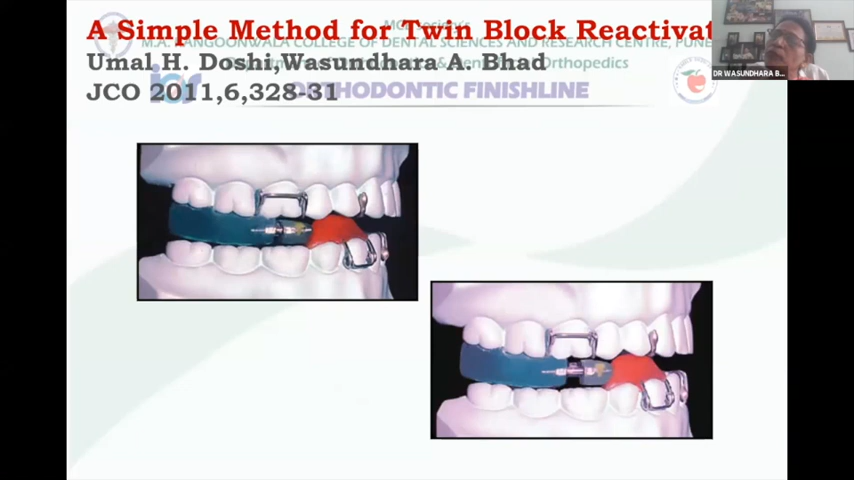 A Simple Method for Twin Block Reactivat
M.A. RANGOONWALA COLLEGE OF DENTAL SCIENCES AND RESEARCH CENTRE, PUNE
Umal H. Doshi,Wasundhara A. Bhad
Orthopedics
JCO 2011,6,328-31
ORTHODONTIC FINISHLINE
DR WASUNDHARA B...